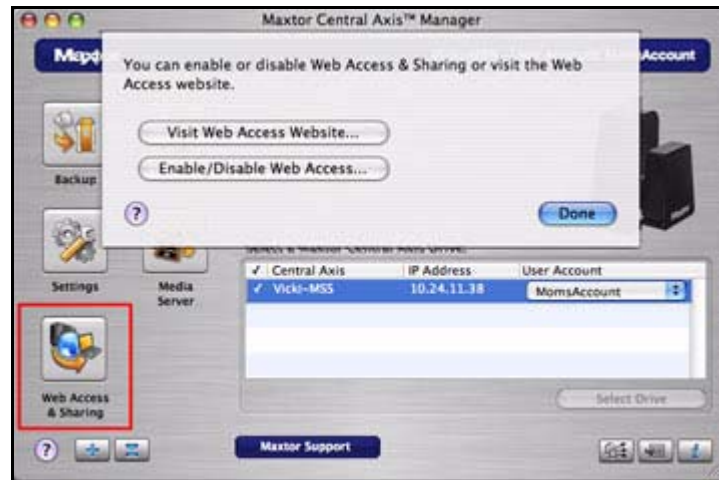 Maxtor Central Axis™ Manager
Account
You can enable or disable Web Access & Sharing or visit the Web
Access website.
Visit Web Access Website...
Enable/Disable Web Access...
?
Done
Backup
Settings
Media
Server
Web Access
& Sharing
✓ Central Axis IP Address User Account
✓ Vicki-MSS 10.24.11.38 MomsAccount
Select Drive
?
Maxtor Support